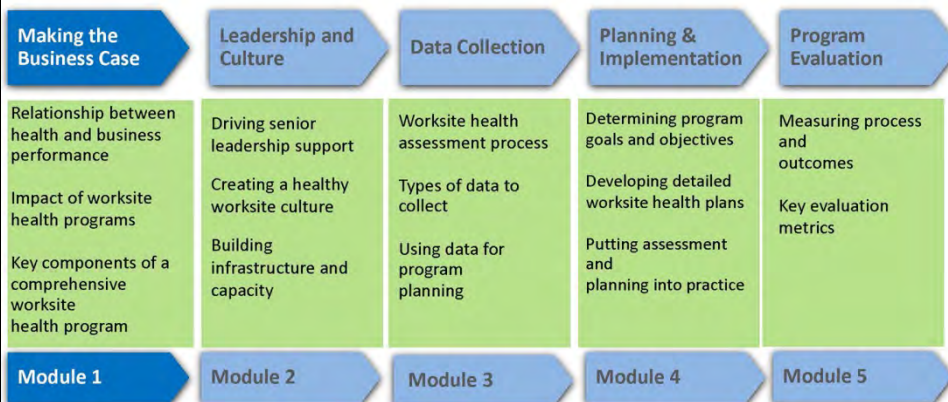 Making the
Business Case
Leadership and
Culture
Data Collection
Planning &
Implementation
Program
Evaluation
Relationship between
health and business
performance
Impact of worksite
health programs
Key components of a
comprehensive
worksite
health program
Driving senior
leadership support
Creating a healthy
worksite culture
Building
infrastructure and
capacity
Worksite health
assessment process
Types of data to
collect
Using data for
program
planning
Determining program
goals and objectives
Developing detailed
worksite health plans
Putting assessment
and
planning into practice
Measuring process
and
outcomes
Key evaluation
metrics
Module 1
Module 2
Module 3
Module 4
Module 5